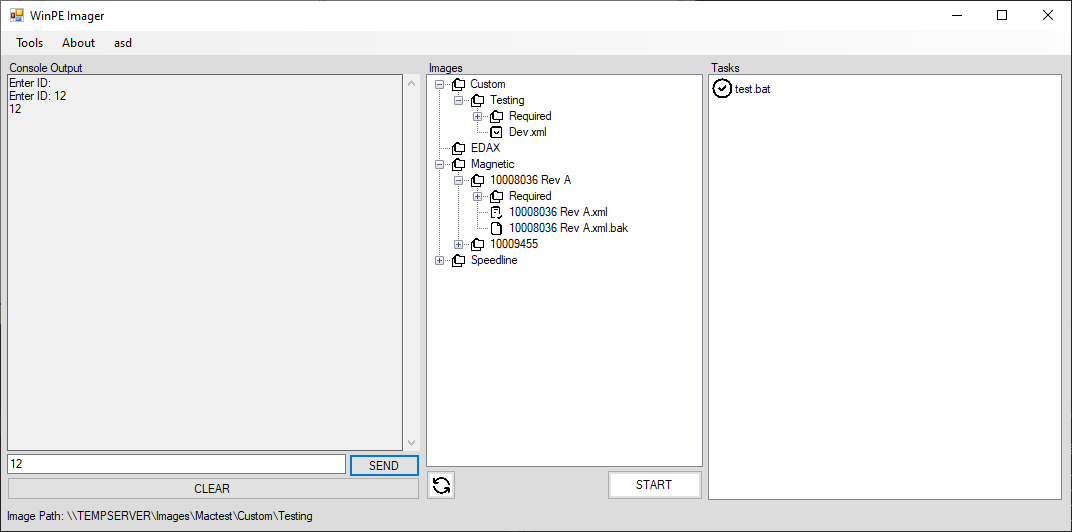 WinPE Imager
Tools About asd
Console Output
Enter ID:
Enter ID: 12
12
12
SEND
CLEAR
Images
Custom
Testing
Required
Dev.xml
EDAX
Magnetic
10008036 Rev A
Required
10008036 Rev A.xml
10008036 Rev A.xml.bak
10009455
Speedline
START
Tasks
test.bat
Image Path: \\TEMPSERVER\Images\Mactest\Custom\Testing